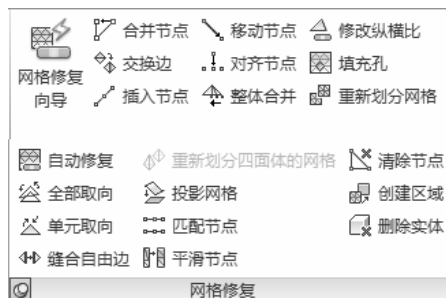 网格修复
向导
合并节点 移动节点 修改纵横比
交换边 对齐节点 填充孔
插入节点 整体合并 重新划分网格
自动修复 重新划分四面体的网格 清除节点
全部取向 投影网格 创建区域
单元取向 匹配节点 删除实体
缝合自由边 平滑节点
网格修复